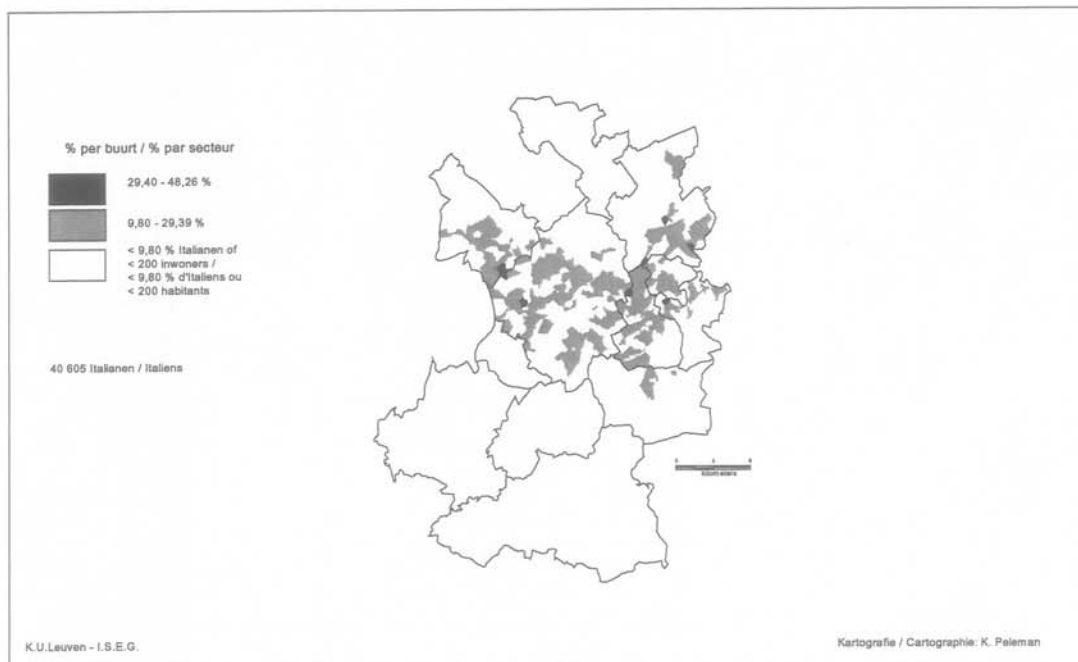 % per buurt / % par secteur
29,40 - 48,26 %
9,80 - 29,39 %
< 9,80 % Italianen of
< 200 inwoners /
< 9,80 % d'Italiens ou
< 200 habitants
40 605 Italianen / Italiens
kilometers
K.U.Leuven - I.S.E.G.
Kartografie / Cartographie: K. Peleman